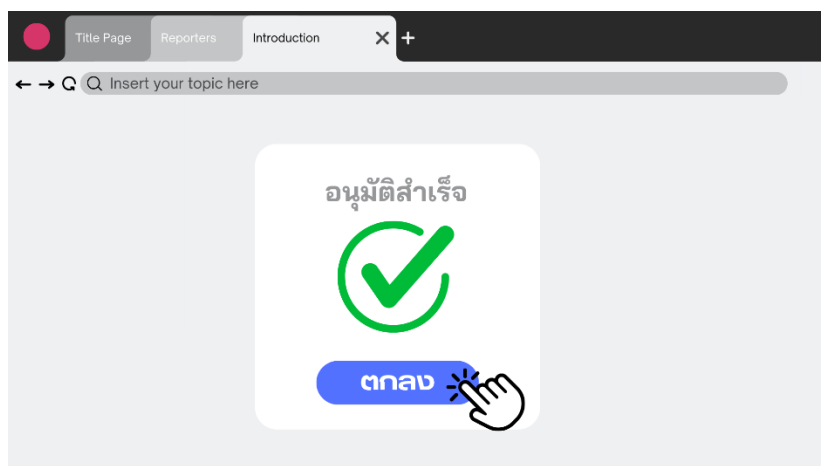 Title Page
Reporters
Introduction
Insert your topic here
อนุมัติสำเร็จ
ตกลง